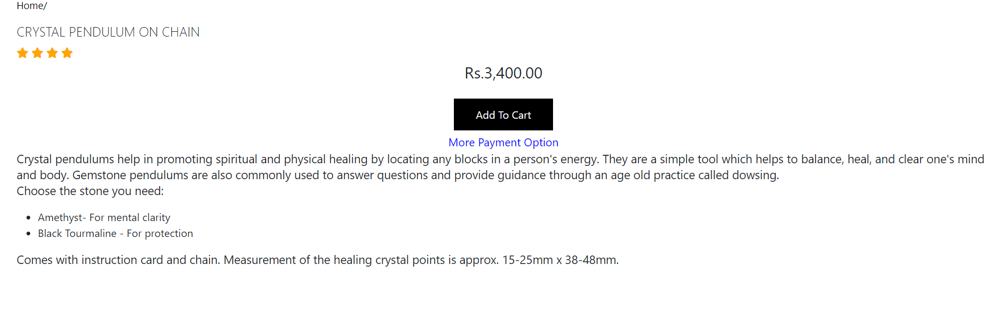 Home/
CRYSTAL PENDULUM ON CHAIN
Rs.3,400.00
Add To Cart
More Payment Option
Crystal pendulums help in promoting spiritual and physical healing by locating any blocks in a person's energy. They are a simple tool which helps to balance, heal, and clear one's mind
and body. Gemstone pendulums are also commonly used to answer questions and provide guidance through an age old practice called dowsing.
Choose the stone you need:
• Amethyst- For mental clarity
• Black Tourmaline - For protection
Comes with instruction card and chain. Measurement of the healing crystal points is approx. 15-25mm x 38-48mm.